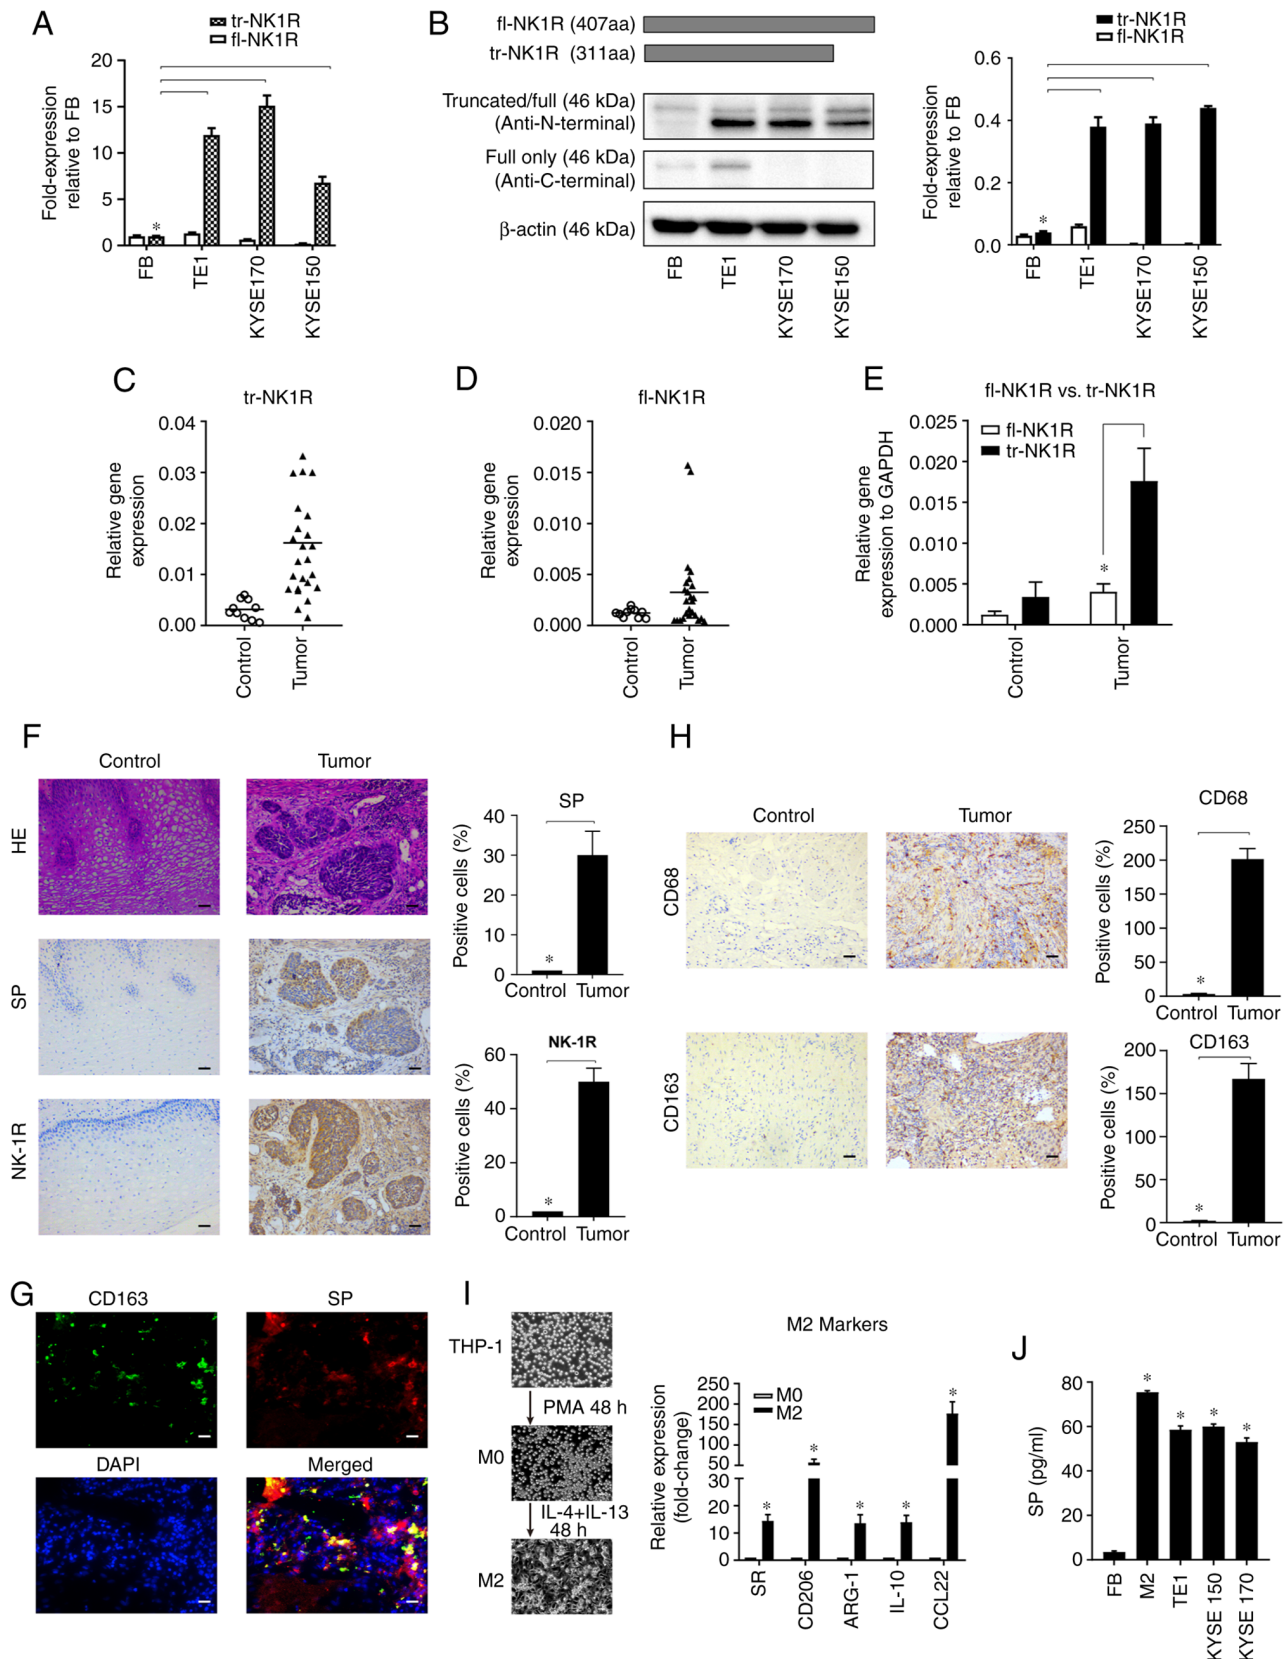 A
tr-NK1R
fl-NK1R
Fold-expression
relative to FB
20
15
10
5
0
*
FB
TE1
KYSE170
KYSE150
B
fl-NK1R (407aa)
tr-NK1R (311aa)
Truncated/full (46 kDa)
(Anti-N-terminal)
Full only (46 kDa)
(Anti-C-terminal)
β-actin (46 kDa)
FB
TE1
KYSE170
KYSE150
tr-NK1R
fl-NK1R
Fold-expression
relative to FB
0.6
0.4
0.2
0.0
*
FB
TE1
KYSE170
KYSE150
C
tr-NK1R
Relative gene
expression
0.04
0.03
0.02
0.01
0.00
Control
Tumor
D
fl-NK1R
Relative gene
expression
0.020
0.015
0.010
0.005
0.000
Control
Tumor
E
fl-NK1R vs. tr-NK1R
fl-NK1R
tr-NK1R
Relative gene
expression to GAPDH
0.025
0.020
0.015
0.010
0.005
0.000
*
Control
Tumor
F
Control
Tumor
HE
SP
NK-1R
SP
Positive cells (%)
40
30
20
10
0
*
Control Tumor
NK-1R
Positive cells (%)
60
40
20
0
*
Control Tumor
H
Control
Tumor
CD68
CD163
CD68
Positive cells (%)
250
200
150
100
50
0
*
Control Tumor
CD163
Positive cells (%)
200
150
100
50
0
*
Control Tumor
G
CD163
SP
DAPI
Merged
I
THP-1
PMA 48 h
M0
IL-4+IL-13
48 h
M2
M2 Markers
M0
M2
Relative expression
(fold-change)
250
200
150
100
50
30
20
10
0
*
*
*
*
*
SR
CD206
ARG-1
IL-10
CCL22
J
SP (pg/ml)
80
60
40
20
0
*
*
*
*
FB
M2
TE1
KYSE 150
KYSE 170